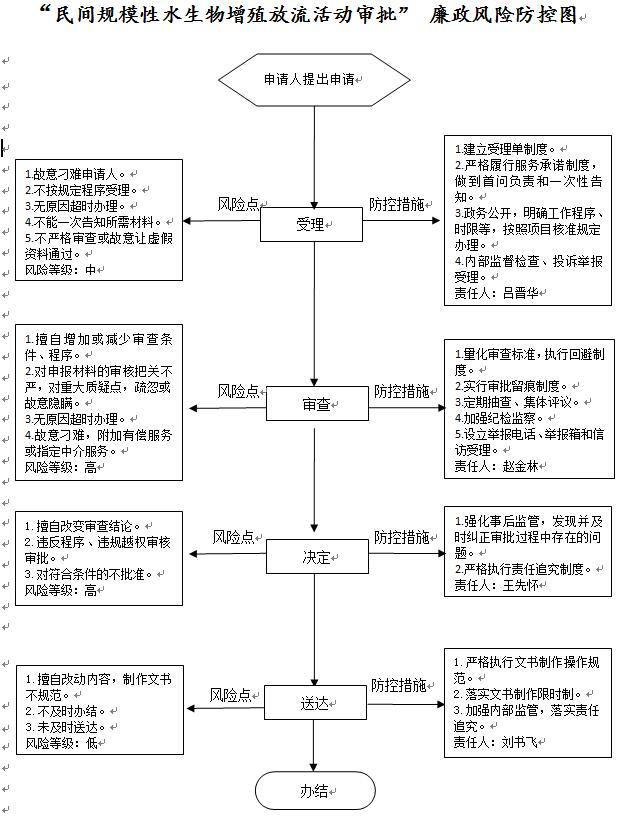 “民间规模性水生物增殖放流活动审批” 廉政风险防控图
申请人提出申请
1.故意刁难申请人。
2.不按规定程序受理。
3.无原因超时办理。
4.不能一次告知所需材料。
5.不严格审查或故意让虚假
资料通过。
风险等级：中
风险点
受理
防控措施
1.建立受理单制度。
2.严格履行服务承诺制度，
做到首问负责和一次性告
知。
3.政务公开，明确工作程序、
时限等，按照项目核准规定
办理。
4.内部监督检查、投诉举报
受理。
责任人：吕晋华
1.擅自增加或减少审查条
件、程序。
2.对申报材料的审核把关不
严，对重大质疑点，疏忽或
故意隐瞒。
3.无原因超时办理。
4.故意刁难，附加有偿服务
或指定中介服务。
风险等级：高
风险点
审查
防控措施
1.量化审查标准，执行回避制
度。
2.实行审批留痕制度。
3.定期抽查、集体评议。
4.加强纪检监察。
5.设立举报电话、举报箱和信
访受理。
责任人：赵金林
1. 擅自改变审查结论。
2. 违反程序、违规越权审核
审批。
3. 对符合条件的不批准。
风险等级：高
风险点
决定
防控措施
1.强化事后监管，发现并及
时纠正审批过程中存在的问
题。
2.严格执行责任追究制度。
责任人：王先怀
1. 擅自改动内容，制作文书
不规范。
2. 不及时办结。
3. 未及时送达。
风险等级：低
风险点
送达
防控措施
1. 严格执行文书制作操作规
范。
2. 落实文书制作限时制。
3. 加强内部监管，落实责任
追究。
责任人：刘书飞
办结